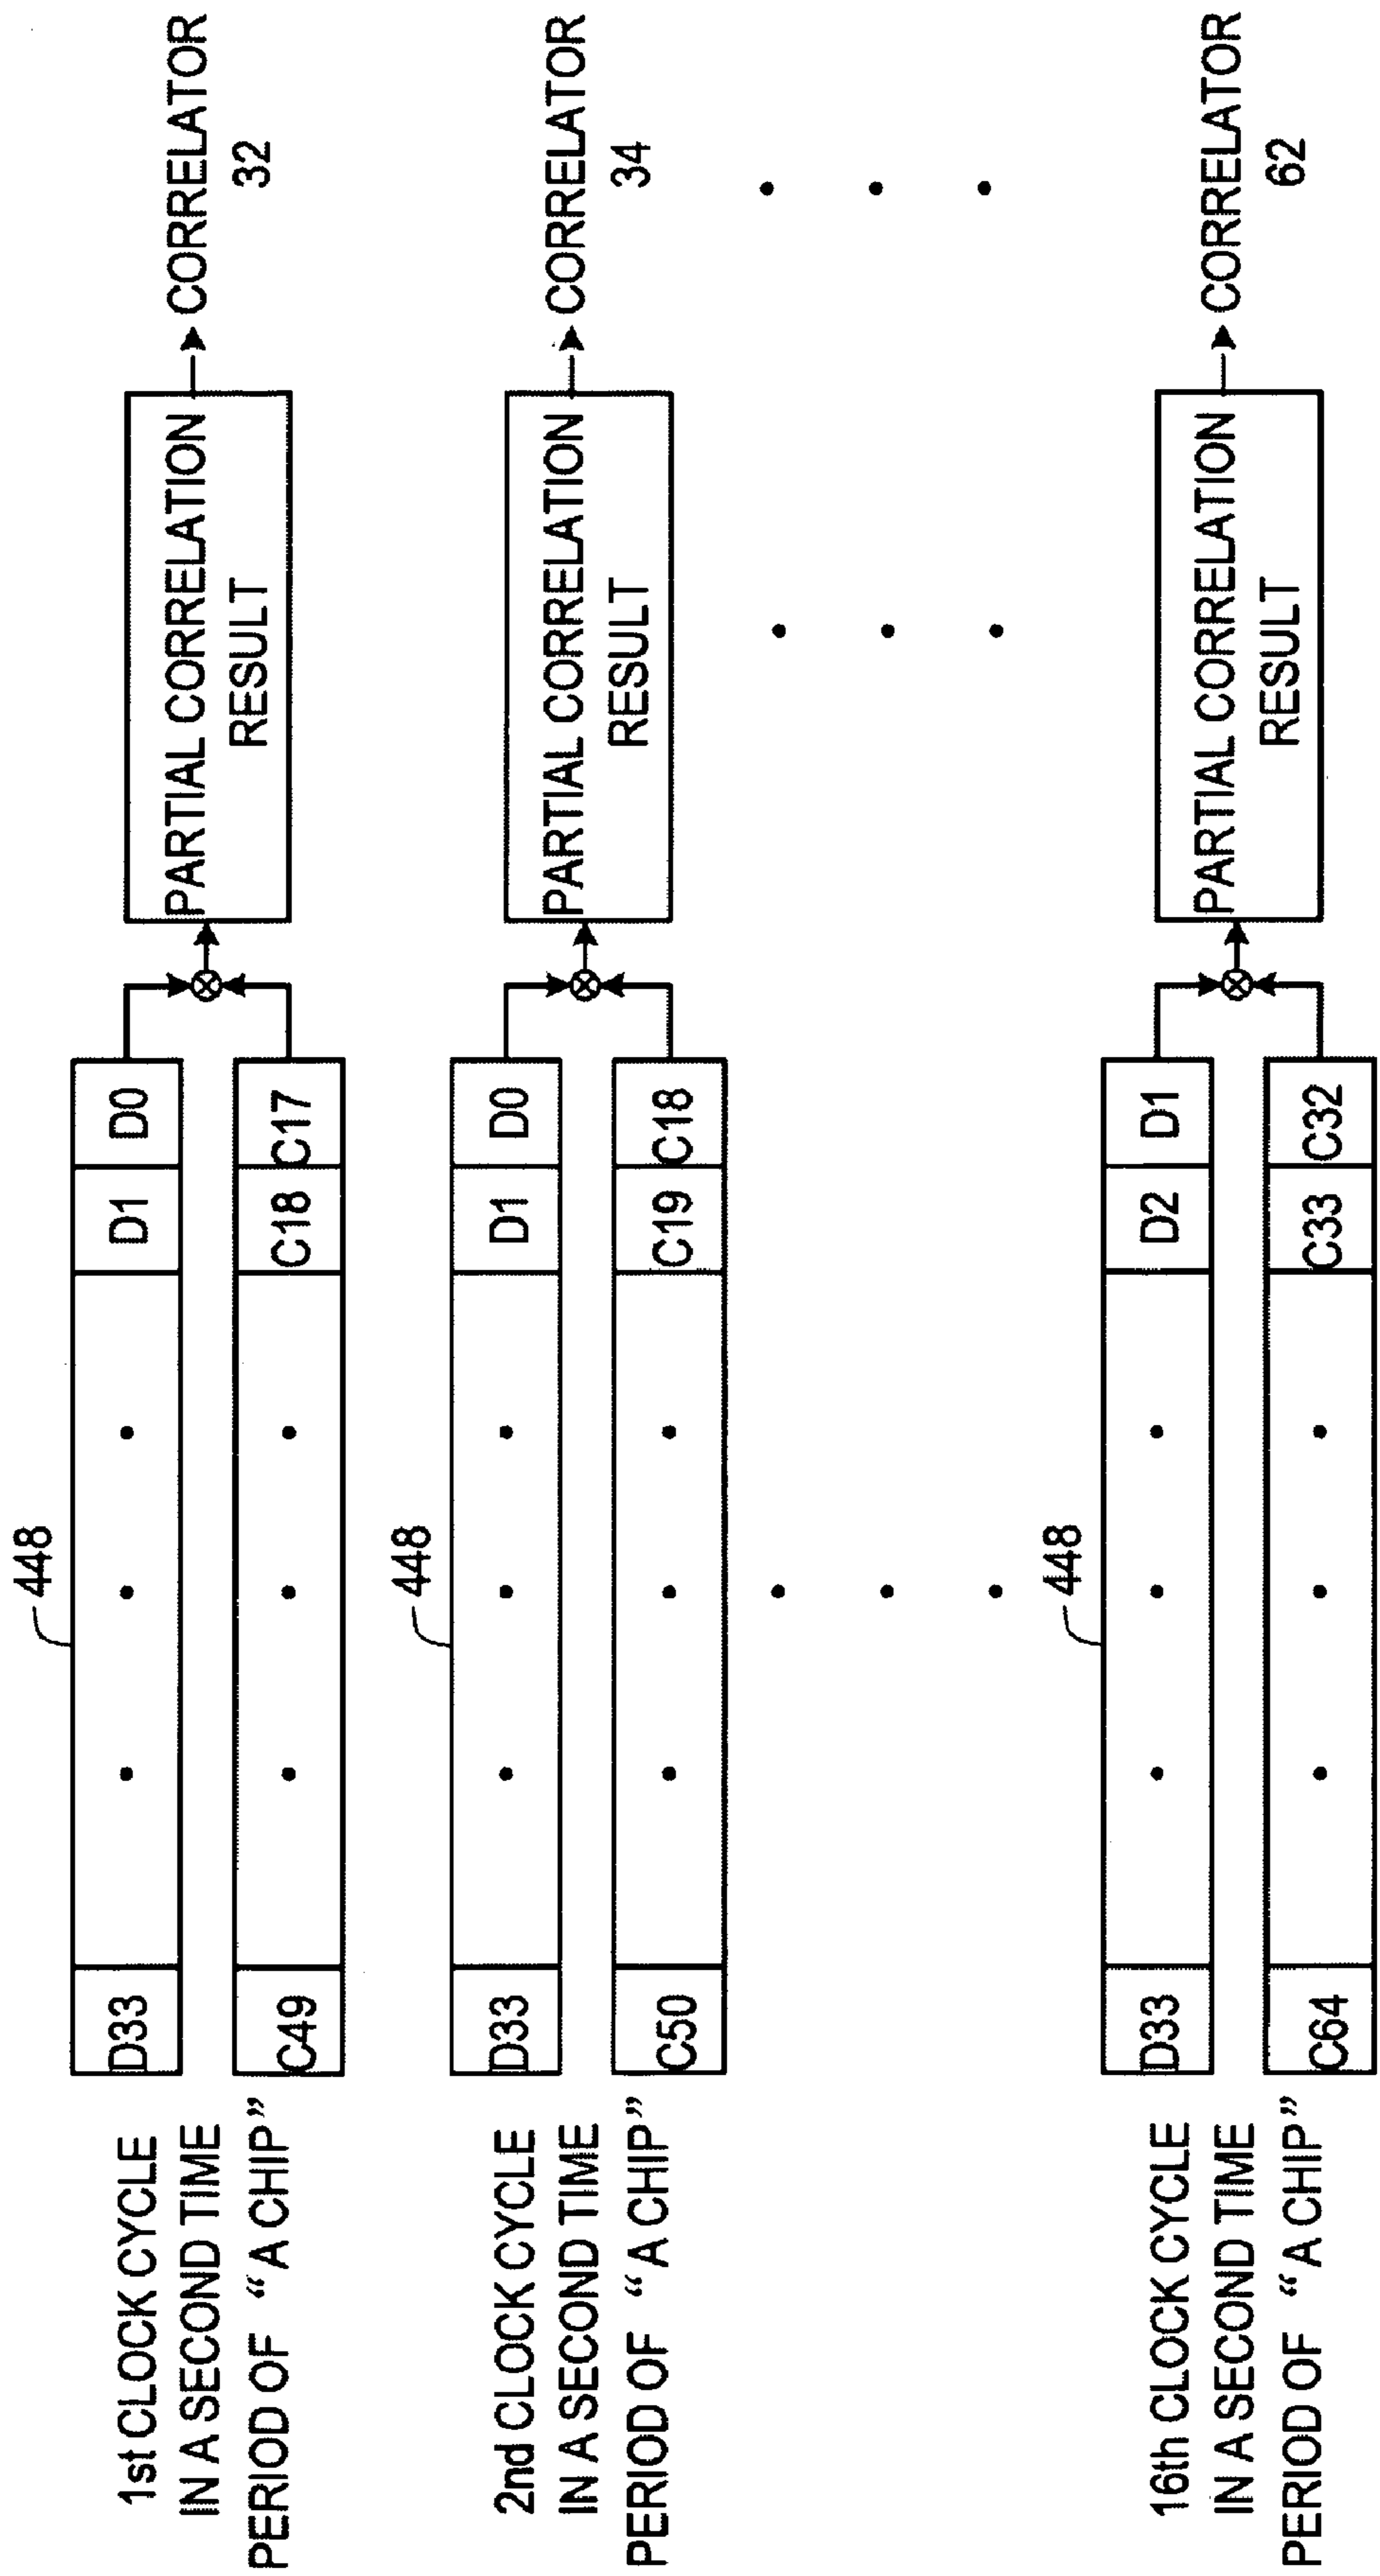 1st CLOCK CYCLE
IN A SECOND TIME
PERIOD OF “A CHIP”
448
D33 D1 D0
C49 C18 C17
PARTIAL CORRELATION
RESULT
CORRELATOR
32
2nd CLOCK CYCLE
IN A SECOND TIME
PERIOD OF “A CHIP”
448
D33 D1 D0
C50 C19 C18
PARTIAL CORRELATION
RESULT
CORRELATOR
34
16th CLOCK CYCLE
IN A SECOND TIME
PERIOD OF “A CHIP”
448
D33 D2 D1
C64 C33 C32
PARTIAL CORRELATION
RESULT
CORRELATOR
62